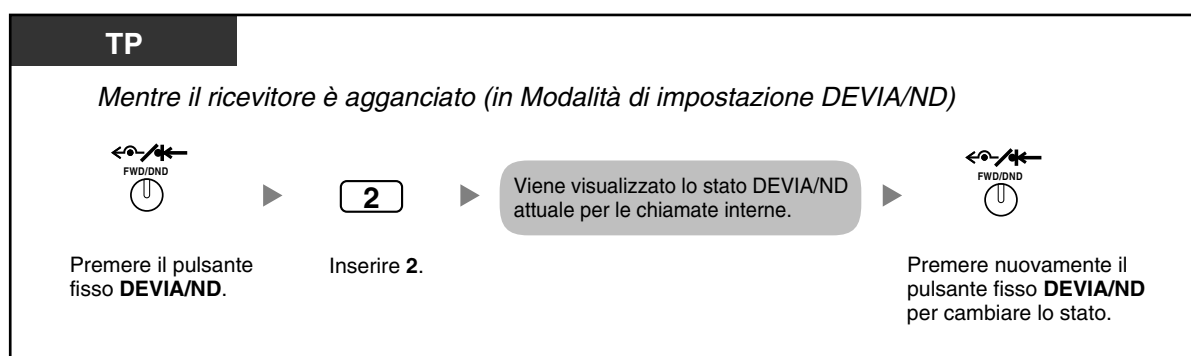 TP
Mentre il ricevitore è agganciato (in Modalità di impostazione DEVIA/ND)
FWD/DND
Premere il pulsante
fisso DEVIA/ND.
2
Inserire 2.
Viene visualizzato lo stato DEVIA/ND
attuale per le chiamate interne.
FWD/DND
Premere nuovamente il
pulsante fisso DEVIA/ND
per cambiare lo stato.